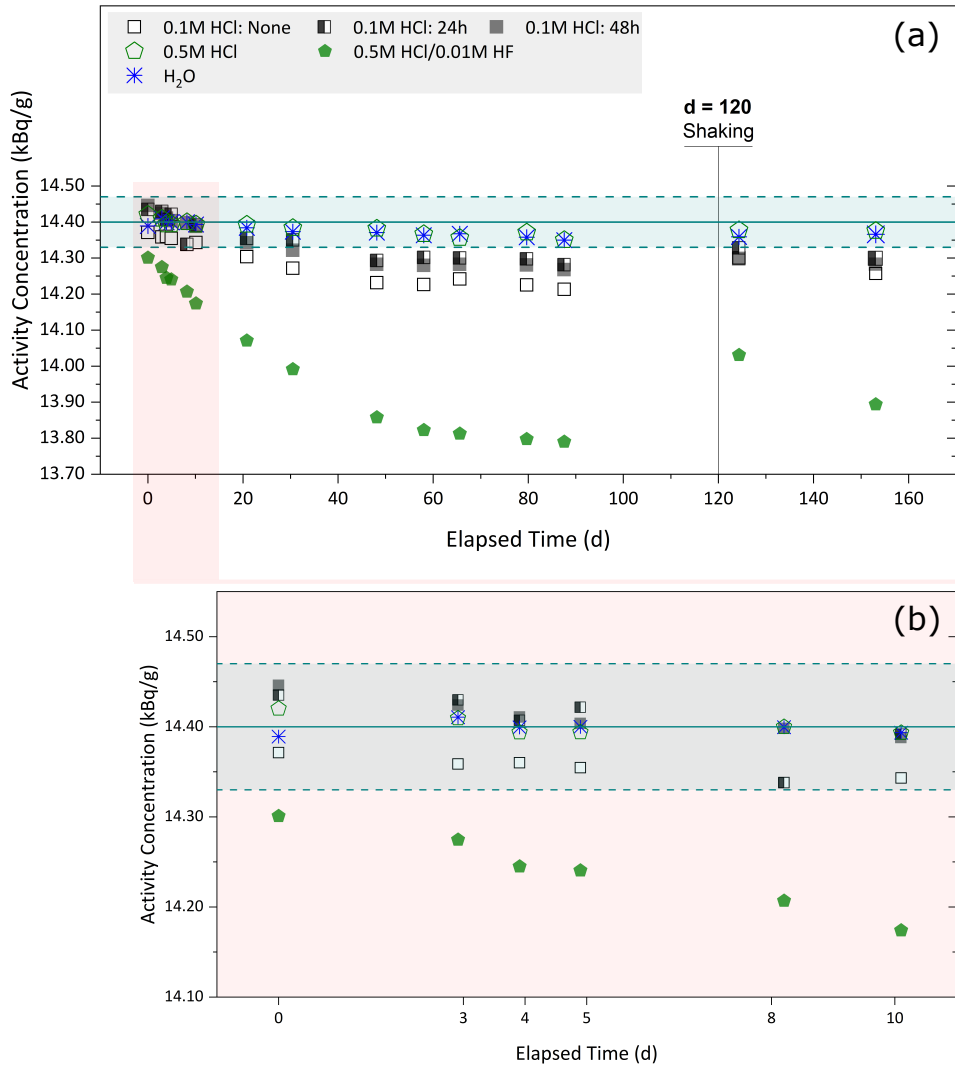 0.1M HCl: None 0.1M HCl: 24h 0.1M HCl: 48h
0.5M HCl 0.5M HCl/0.01M HF
H₂O
(a)
d = 120
Shaking
Activity Concentration (kBq/g)
14.50
14.40
14.30
14.20
14.10
14.00
13.90
13.80
13.70
0 20 40 60 80 100 120 140 160
Elapsed Time (d)
(b)
Activity Concentration (kBq/g)
14.50
14.40
14.30
14.20
14.10
0 3 4 5 8 10
Elapsed Time (d)